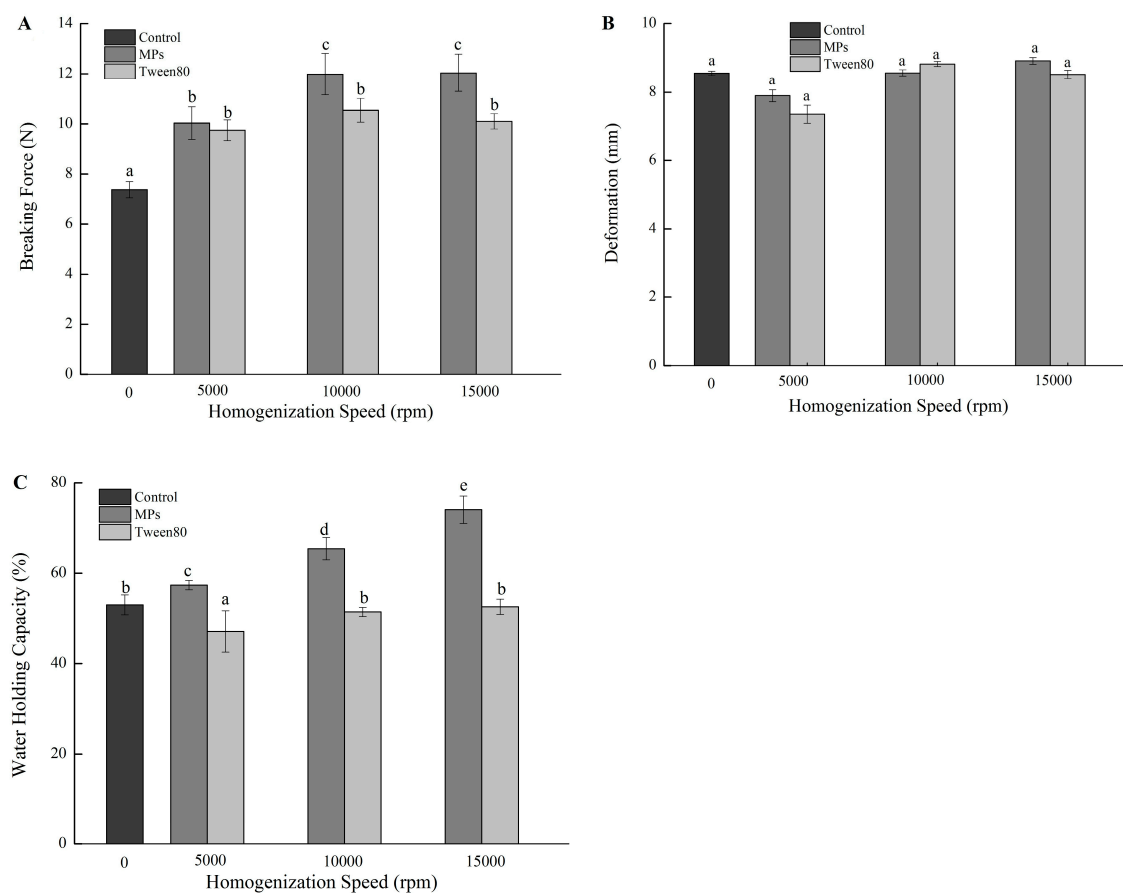 A
Breaking Force (N)
14
12
10
8
6
4
2
0
Control
MPs
Tween80
a
b
b
c
b
c
b
0
5000
10000
15000
Homogenization Speed (rpm)
B
Deformation (mm)
10
8
6
4
2
0
Control
MPs
Tween80
a
a
a
a
a
a
a
0
5000
10000
15000
Homogenization Speed (rpm)
C
Water Holding Capacity (%)
80
60
40
20
0
Control
MPs
Tween80
b
c
a
d
b
e
b
0
5000
10000
15000
Homogenization Speed (rpm)